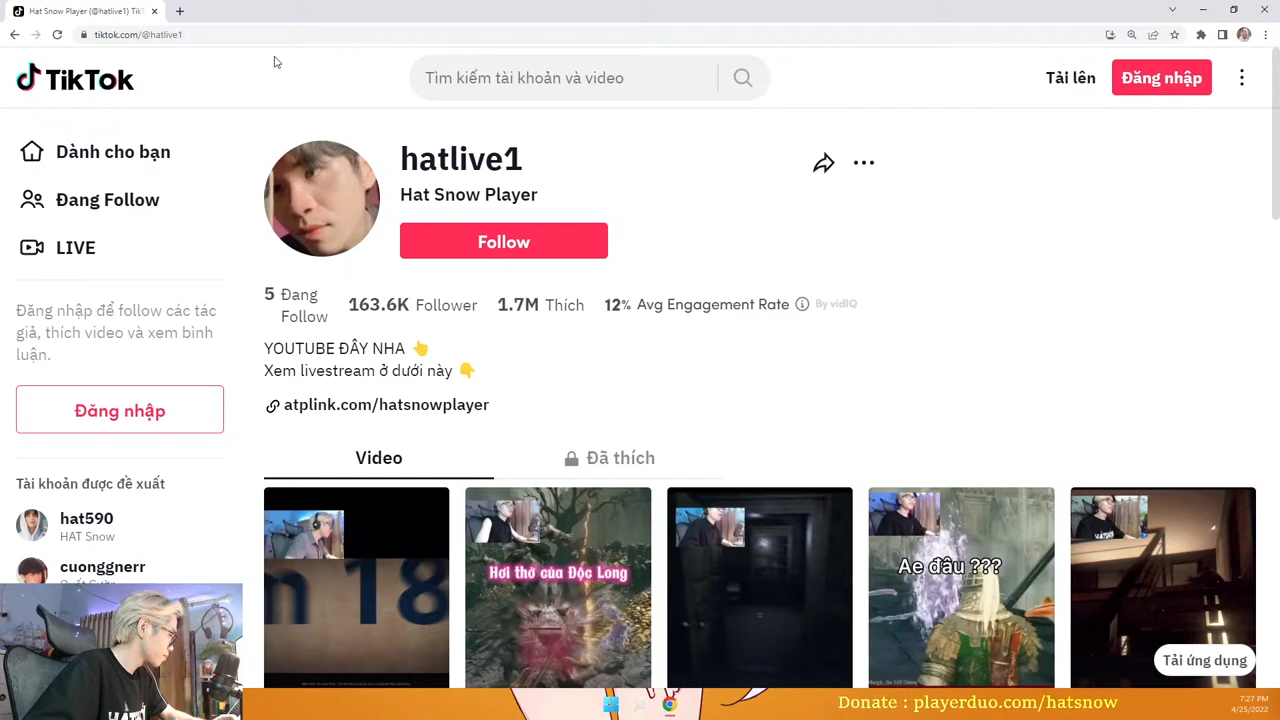 Hat Snow Player (@hatlive1) TikT
tiktok.com/@hatlive1
TikTok
Tìm kiếm tài khoản và video
Tải lên
Đăng nhập
Dành cho bạn
Đang Follow
LIVE
Đăng nhập để follow các tác
giả, thích video và xem bình
luận.
Đăng nhập
Tài khoản được đề xuất
hat590
HAT Snow
cuonggnerr
hatlive1
Hat Snow Player
Follow
5 Đang Follow
163.6K Follower
1.7M Thích
12% Avg Engagement Rate
By vidIQ
YOUTUBE ĐÂY NHA 👆
Xem livestream ở dưới này 👇
atplink.com/hatsnowplayer
Video
Đã thích
n 18
Hơi thở của Độc Long
Ae đâu ???
Tải ứng dụng
Donate : playerduo.com/hatsnow
7:27 PM
4/25/2022